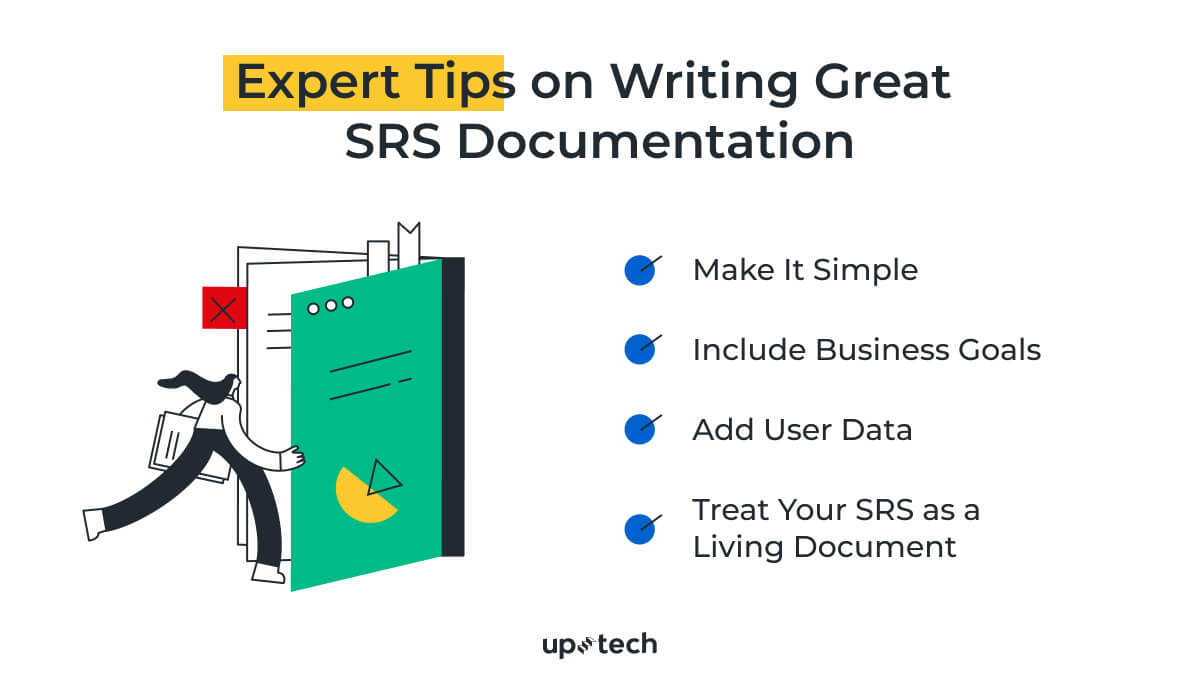 Expert Tips on Writing Great
SRS Documentation
Make It Simple
Include Business Goals
Add User Data
Treat Your SRS as a
Living Document
upstech